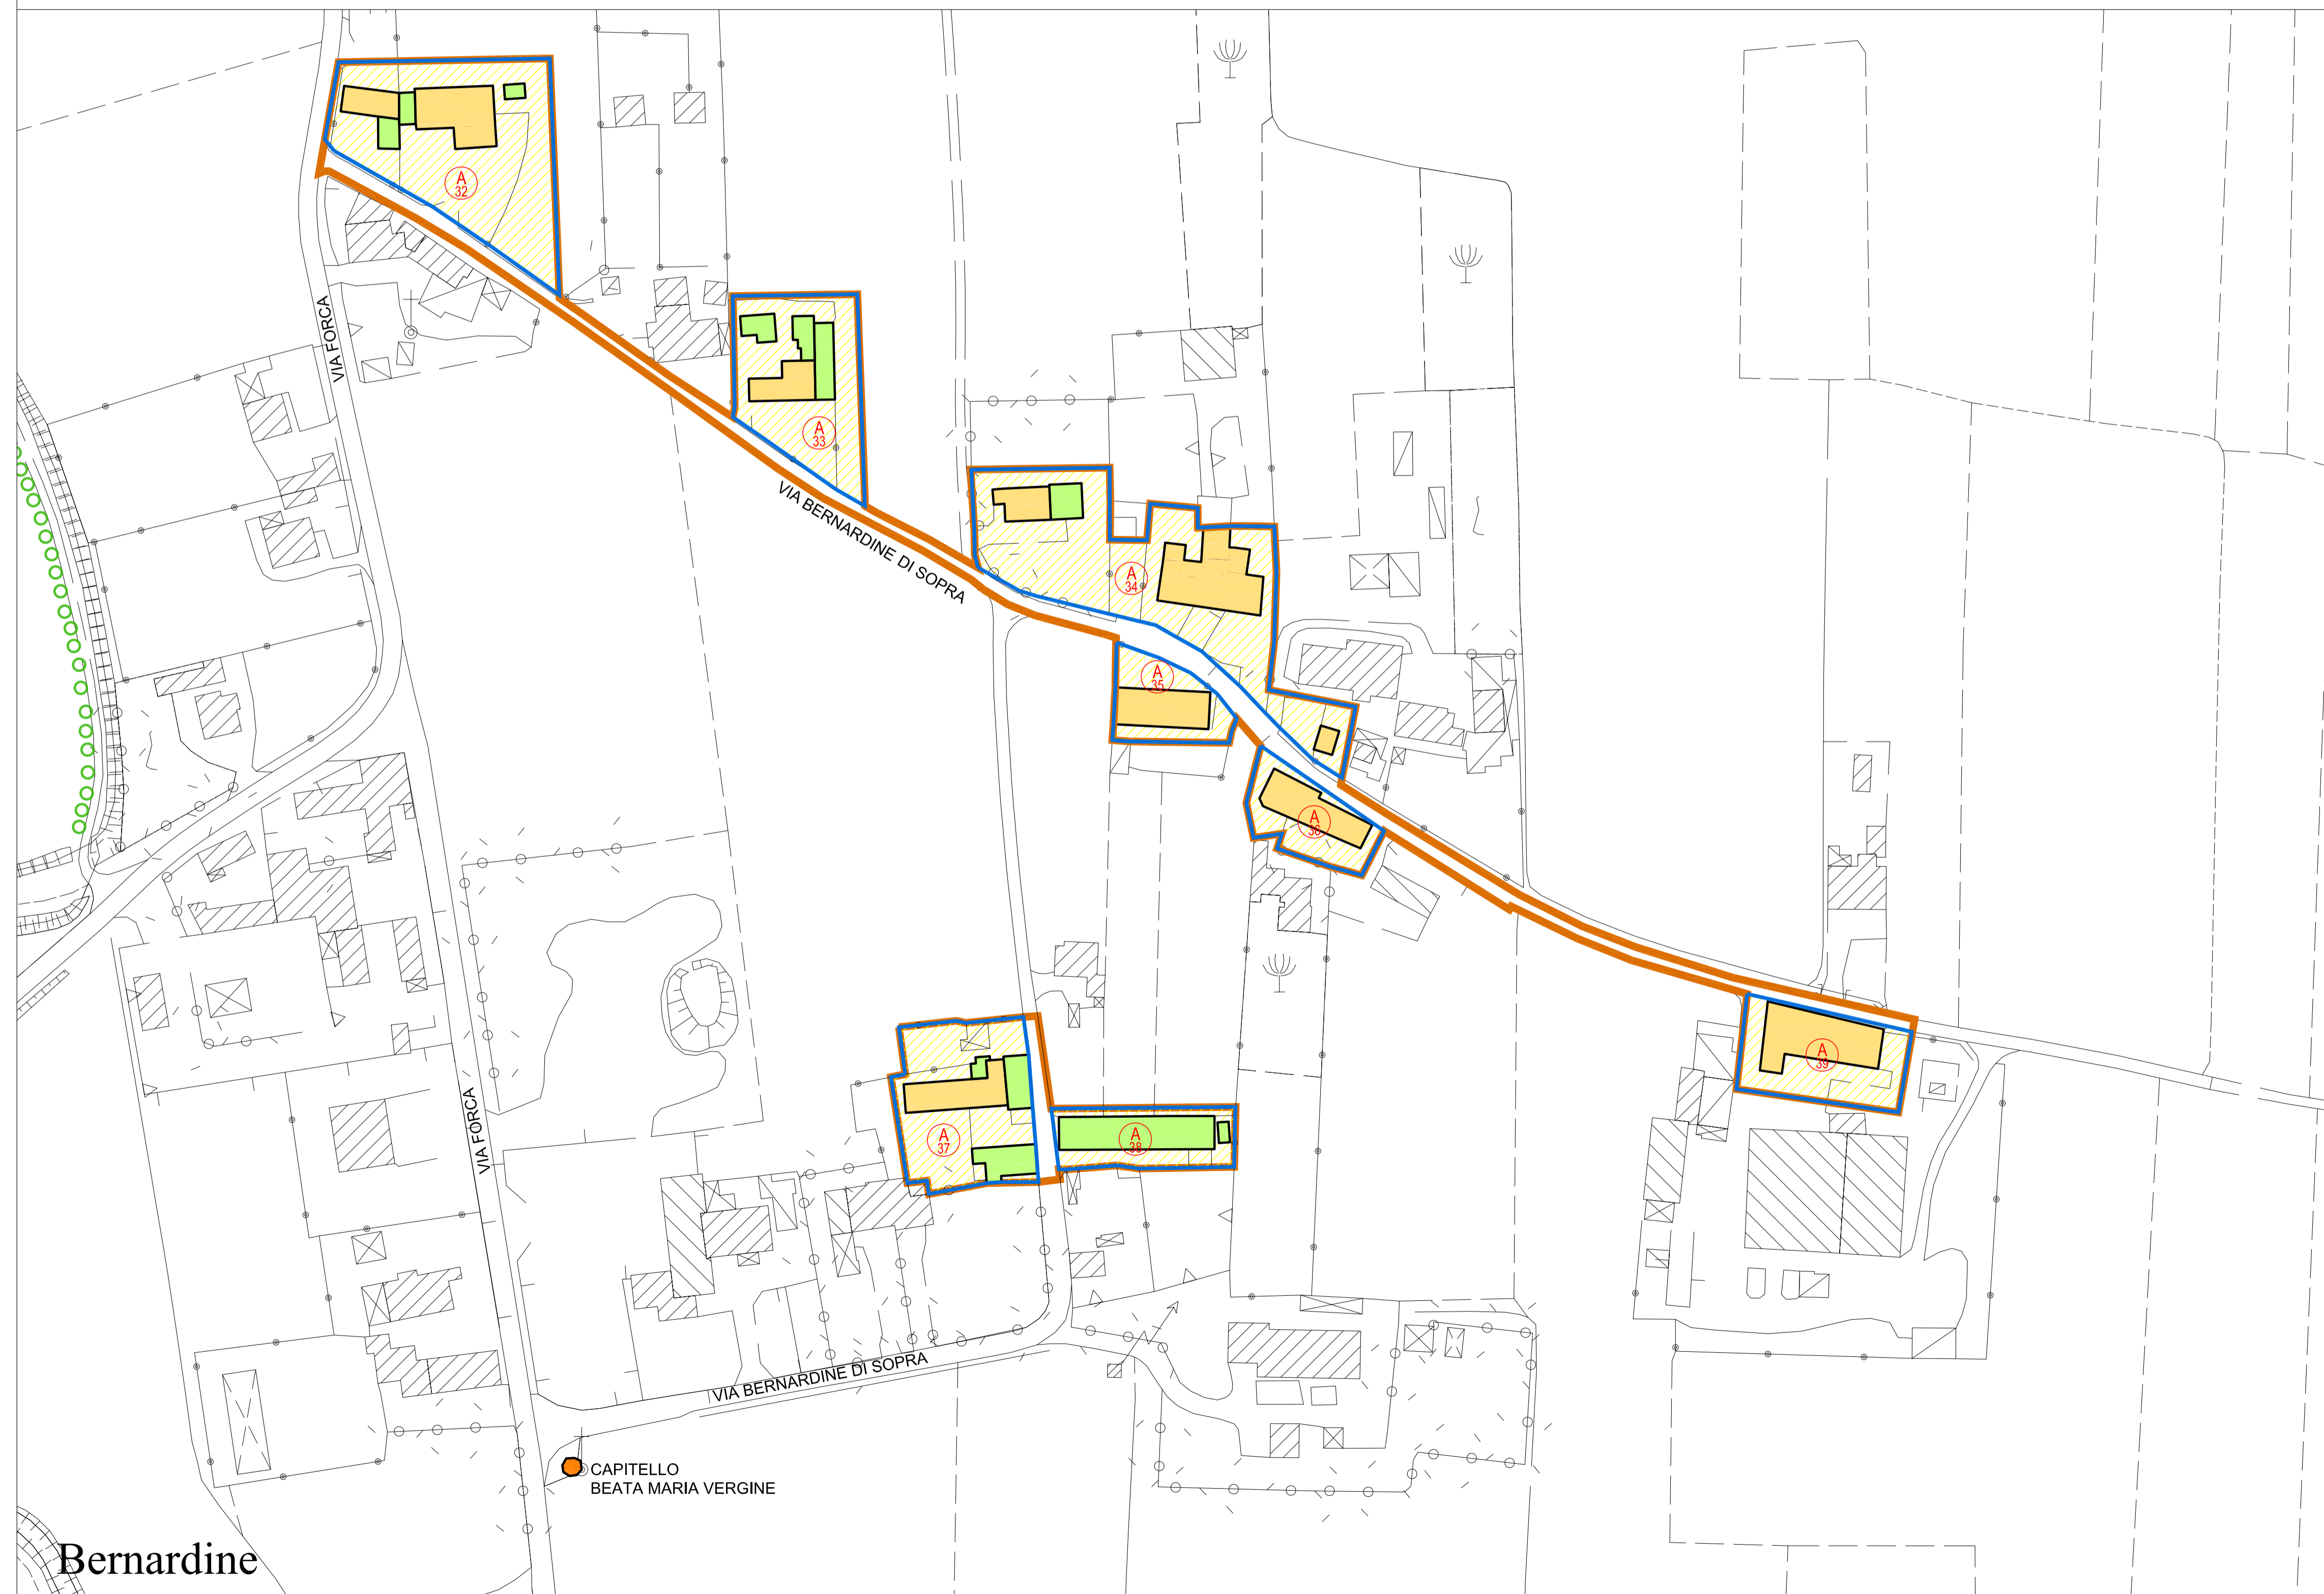 A
32
VIA FORCA
A
33
VIA BERNARDINE DI SOPRA
A
34
A
35
A
36
A
39
A
37
A
38
VIA FORCA
VIA BERNARDINE DI SOPRA
CAPITELLO
BEATA MARIA VERGINE
Bernardine